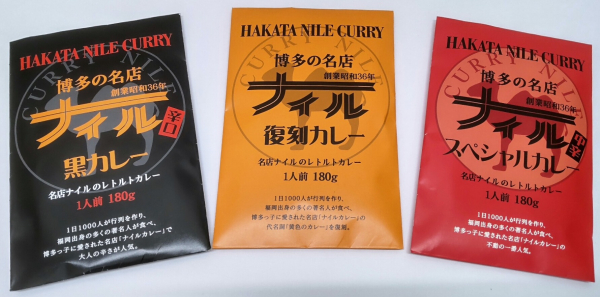 HAKATA NILE CURRY
CURRY NILE
博多の名店
創業昭和36年
ナイル
辛口
黒カレー
名店ナイルのレトルトカレー
1人前 180g
1日1000人が行列を作り、
福岡出身の多くの著名人が食べ、
博多っ子に愛された名店「ナイルカレー」で
大人の辛さが人気。
HAKATA NILE CURRY
CURRY NILE
博多の名店
創業昭和36年
ナイル
復刻カレー
名店ナイルのレトルトカレー
1人前 180g
1日1000人が行列を作り、
福岡出身の多くの著名人が食べ、
博多っ子に愛された名店「ナイルカレー」の
代名詞「黄色のカレー」を復刻。
HAKATA NILE CURRY
CURRY NILE
博多の名店
創業昭和36年
ナイル
中辛
スペシャルカレー
名店ナイルのレトルトカレー
1人前 180g
1日1000人が行列を作り、
福岡出身の多くの著名人が食べ、
博多っ子に愛された名店「ナイルカレー」の
不動の一番人気。